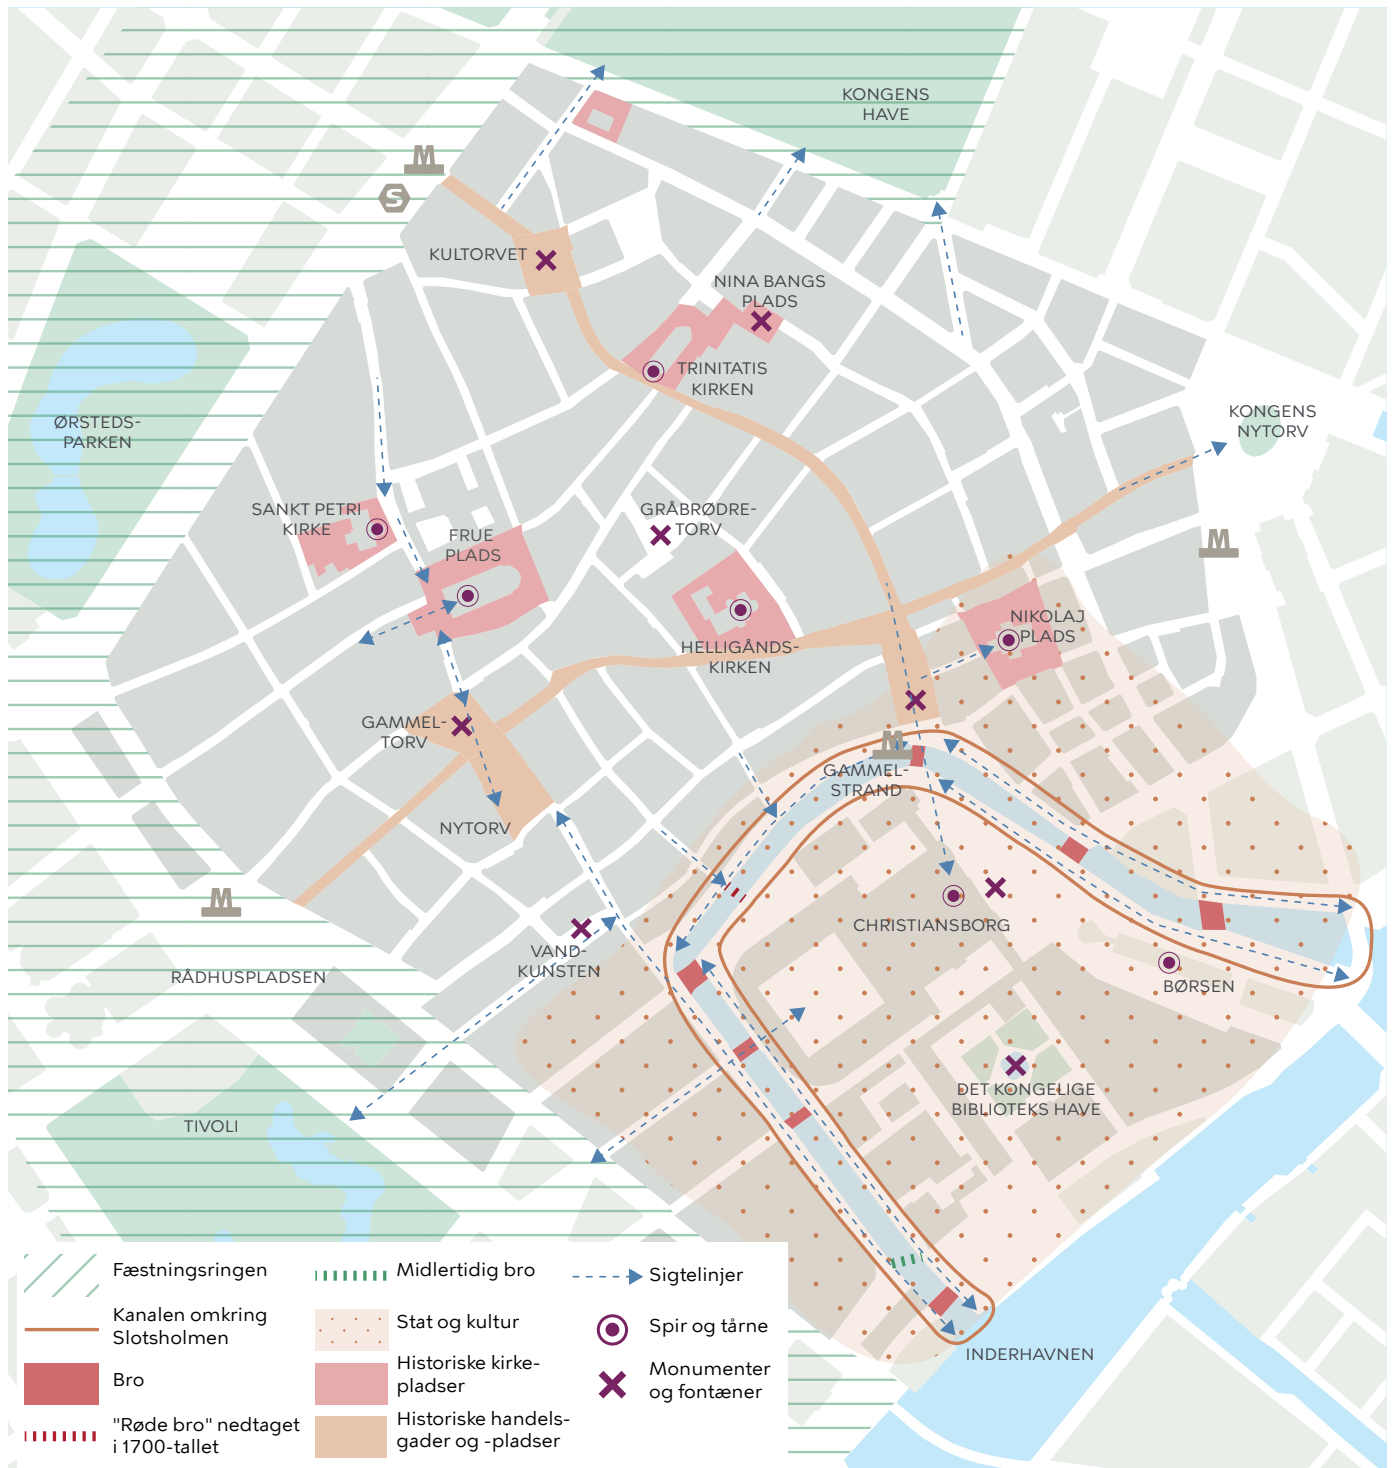 KONGENS
HAVE
M
S
KULTORVET
NINA BANGS
PLADS
TRINITATIS
KIRKEN
ØRSTEDS-
PARKEN
KONGENS
NYTORV
SANKT PETRI
KIRKE
FRUE
PLADS
GRÅBRØDRE-
TORV
M
NIKOLAJ
PLADS
HELLIGÅNDS-
KIRKEN
GAMMEL-
TORV
M
GAMMEL-
STRAND
NYTORV
M
CHRISTIANSBORG
VAND-
KUNSTEN
RÅDHUSPLADSEN
BØRSEN
DET KONGELIGE
BIBLIOTEKS HAVE
TIVOLI
INDERHAVNEN
Fæstningsringen
Kanalen omkring
Slotsholmen
Bro
"Røde bro" nedtaget
i 1700-tallet
Midlertidig bro
Stat og kultur
Historiske kirke-
pladser
Historiske handels-
gader og -pladser
Sigtelinjer
Spir og tårne
Monumenter
og fontæner